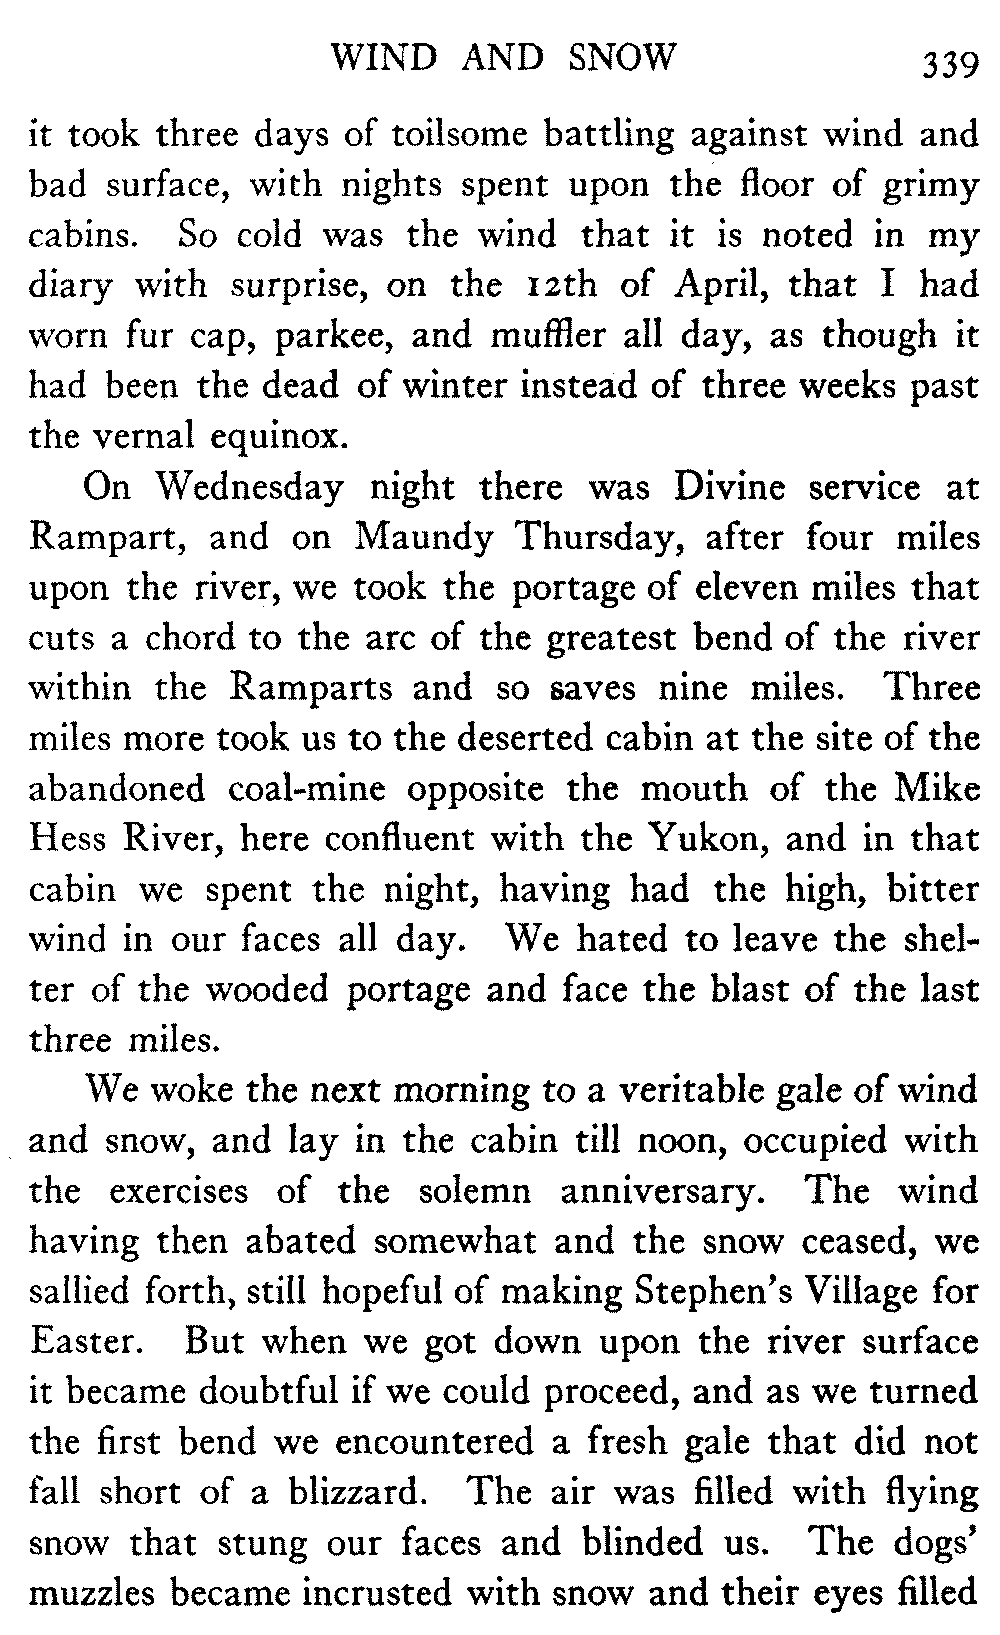 WIND AND SNOW 339
it took three days of toilsome battling against wind and
bad surface, with nights spent upon the floor of grimy
cabins. So cold was the wind that it is noted in my
diary with surprise, on the 12th of April, that I had
worn fur cap, parkee, and muffler all day, as though it
had been the dead of winter instead of three weeks past
the vernal equinox.
On Wednesday night there was Divine service at
Rampart, and on Maundy Thursday, after four miles
upon the river, we took the portage of eleven miles that
cuts a chord to the arc of the greatest bend of the river
within the Ramparts and so saves nine miles. Three
miles more took us to the deserted cabin at the site of the
abandoned coal-mine opposite the mouth of the Mike
Hess River, here confluent with the Yukon, and in that
cabin we spent the night, having had the high, bitter
wind in our faces all day. We hated to leave the shel-
ter of the wooded portage and face the blast of the last
three miles.
We woke the next morning to a veritable gale of wind
and snow, and lay in the cabin till noon, occupied with
the exercises of the solemn anniversary. The wind
having then abated somewhat and the snow ceased, we
sallied forth, still hopeful of making Stephen's Village for
Easter. But when we got down upon the river surface
it became doubtful if we could proceed, and as we turned
the first bend we encountered a fresh gale that did not
fall short of a blizzard. The air was filled with flying
snow that stung our faces and blinded us. The dogs'
muzzles became incrusted with snow and their eyes filled